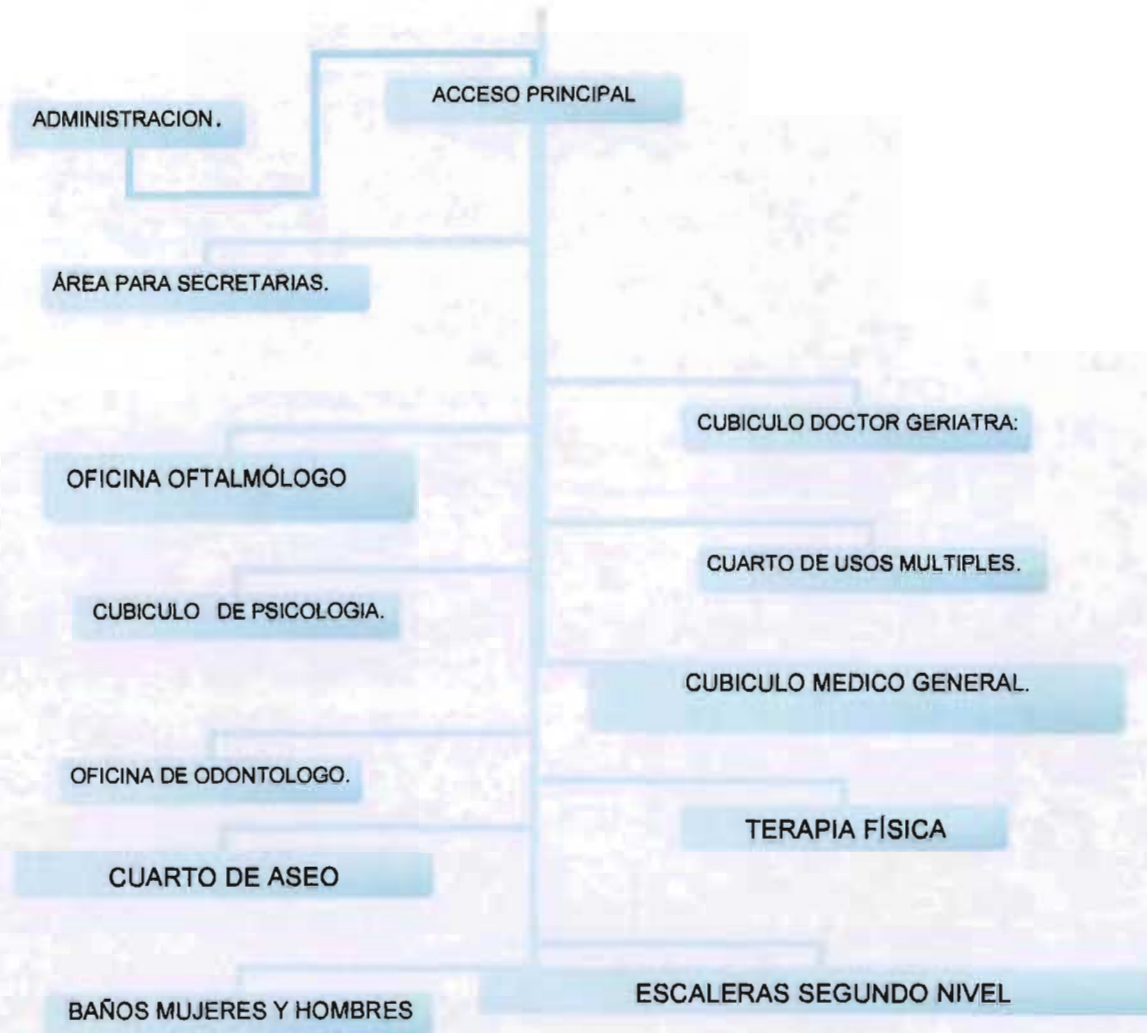 ACCESO PRINCIPAL
ADMINISTRACION.
ÁREA PARA SECRETARIAS.
CUBICULO DOCTOR GERIATRA:
OFICINA OFTALMÓLOGO
CUARTO DE USOS MULTIPLES.
CUBICULO DE PSICOLOGIA.
CUBICULO MEDICO GENERAL.
OFICINA DE ODONTOLOGO.
TERAPIA FÍSICA
CUARTO DE ASEO
ESCALERAS SEGUNDO NIVEL
BAÑOS MUJERES Y HOMBRES